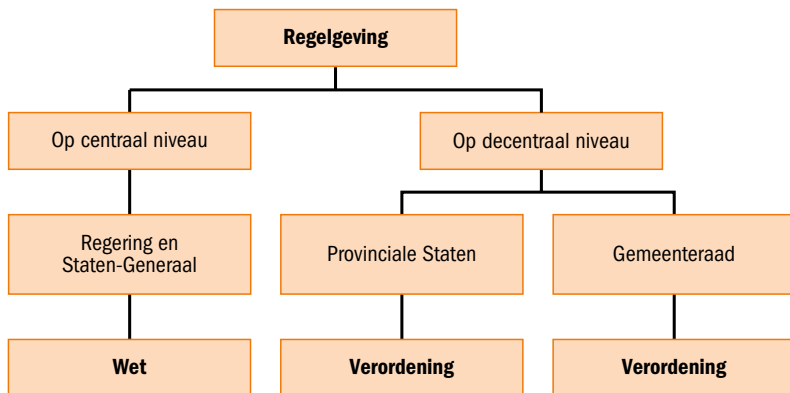 Regelgeving
Op centraal niveau
Op decentraal niveau
Regering en
Staten-Generaal
Provinciale Staten
Gemeenteraad
Wet
Verordening
Verordening